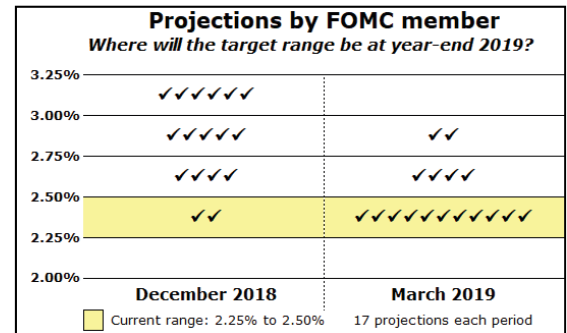 Projections by FOMC member
Where will the target range be at year-end 2019?
3.25%
✓✓✓✓✓✓
3.00%
✓✓✓✓✓ ✓✓
2.75%
✓✓✓✓ ✓✓✓✓
2.50%
✓✓ ✓✓✓✓✓✓✓✓✓✓✓
2.25%
2.00%
December 2018 March 2019
Current range: 2.25% to 2.50% 17 projections each period